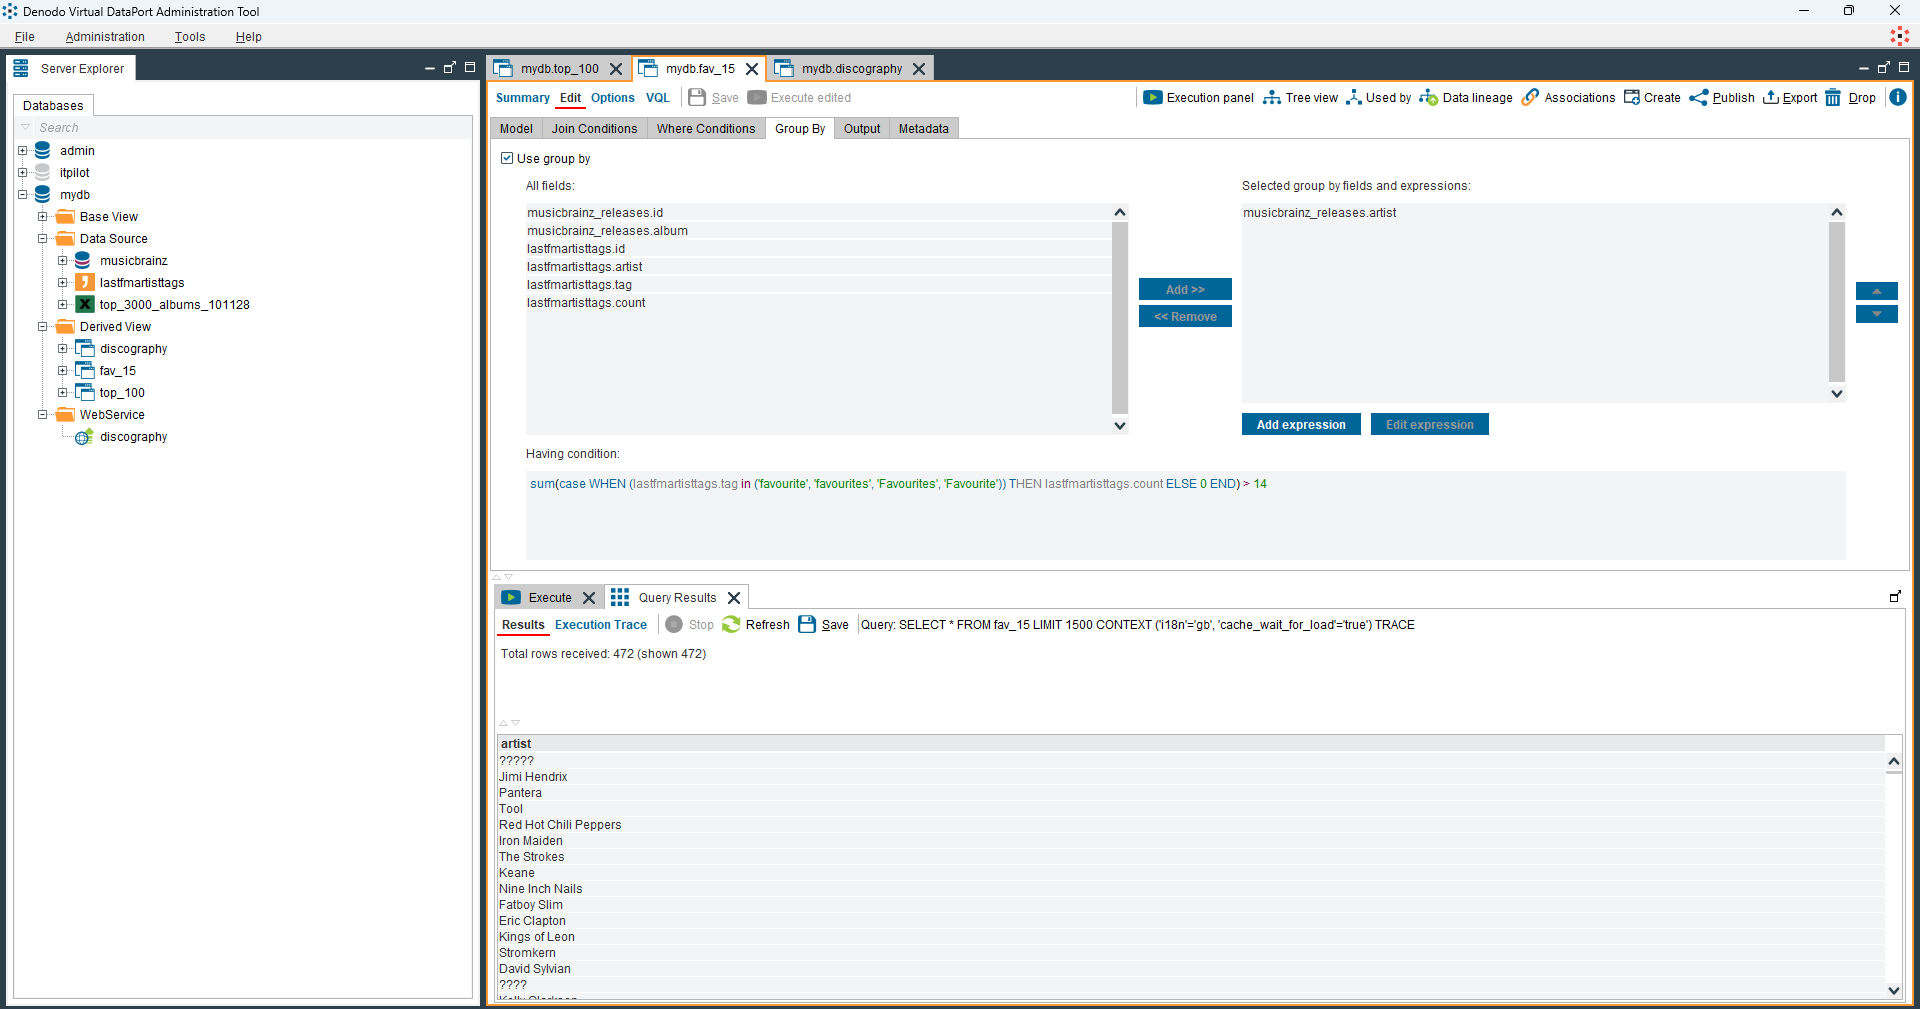 Denodo Virtual DataPort Administration Tool
File Administration Tools Help
Server Explorer
Databases
Search
admin
itpilot
mydb
Base View
Data Source
musicbrainz
lastfmartisttags
top_3000_albums_101128
Derived View
discography
fav_15
top_100
WebService
discography
mydb.top_100 mydb.fav_15 mydb.discography
Summary Edit Options VQL Save Execute edited Execution panel Tree view Used by Data lineage Associations Create Publish Export Drop
Model Join Conditions Where Conditions Group By Output Metadata
Use group by
All fields:
musicbrainz_releases.id
musicbrainz_releases.album
lastfmartisttags.id
lastfmartisttags.artist
lastfmartisttags.tag
lastfmartisttags.count
Add >>
<< Remove
Selected group by fields and expressions:
musicbrainz_releases.artist
Add expression Edit expression
Having condition:
sum(case WHEN (lastfmartisttags.tag in ('favourite', 'favourites', 'Favourites', 'Favourite')) THEN lastfmartisttags.count ELSE 0 END) > 14
Execute Query Results
Results Execution Trace Stop Refresh Save Query: SELECT * FROM fav_15 LIMIT 1500 CONTEXT ('i18n'='gb', 'cache_wait_for_load'='true') TRACE
Total rows received: 472 (shown 472)
artist
?????
Jimi Hendrix
Pantera
Tool
Red Hot Chili Peppers
Iron Maiden
The Strokes
Keane
Nine Inch Nails
Fatboy Slim
Eric Clapton
Kings of Leon
Stromkern
David Sylvian
????